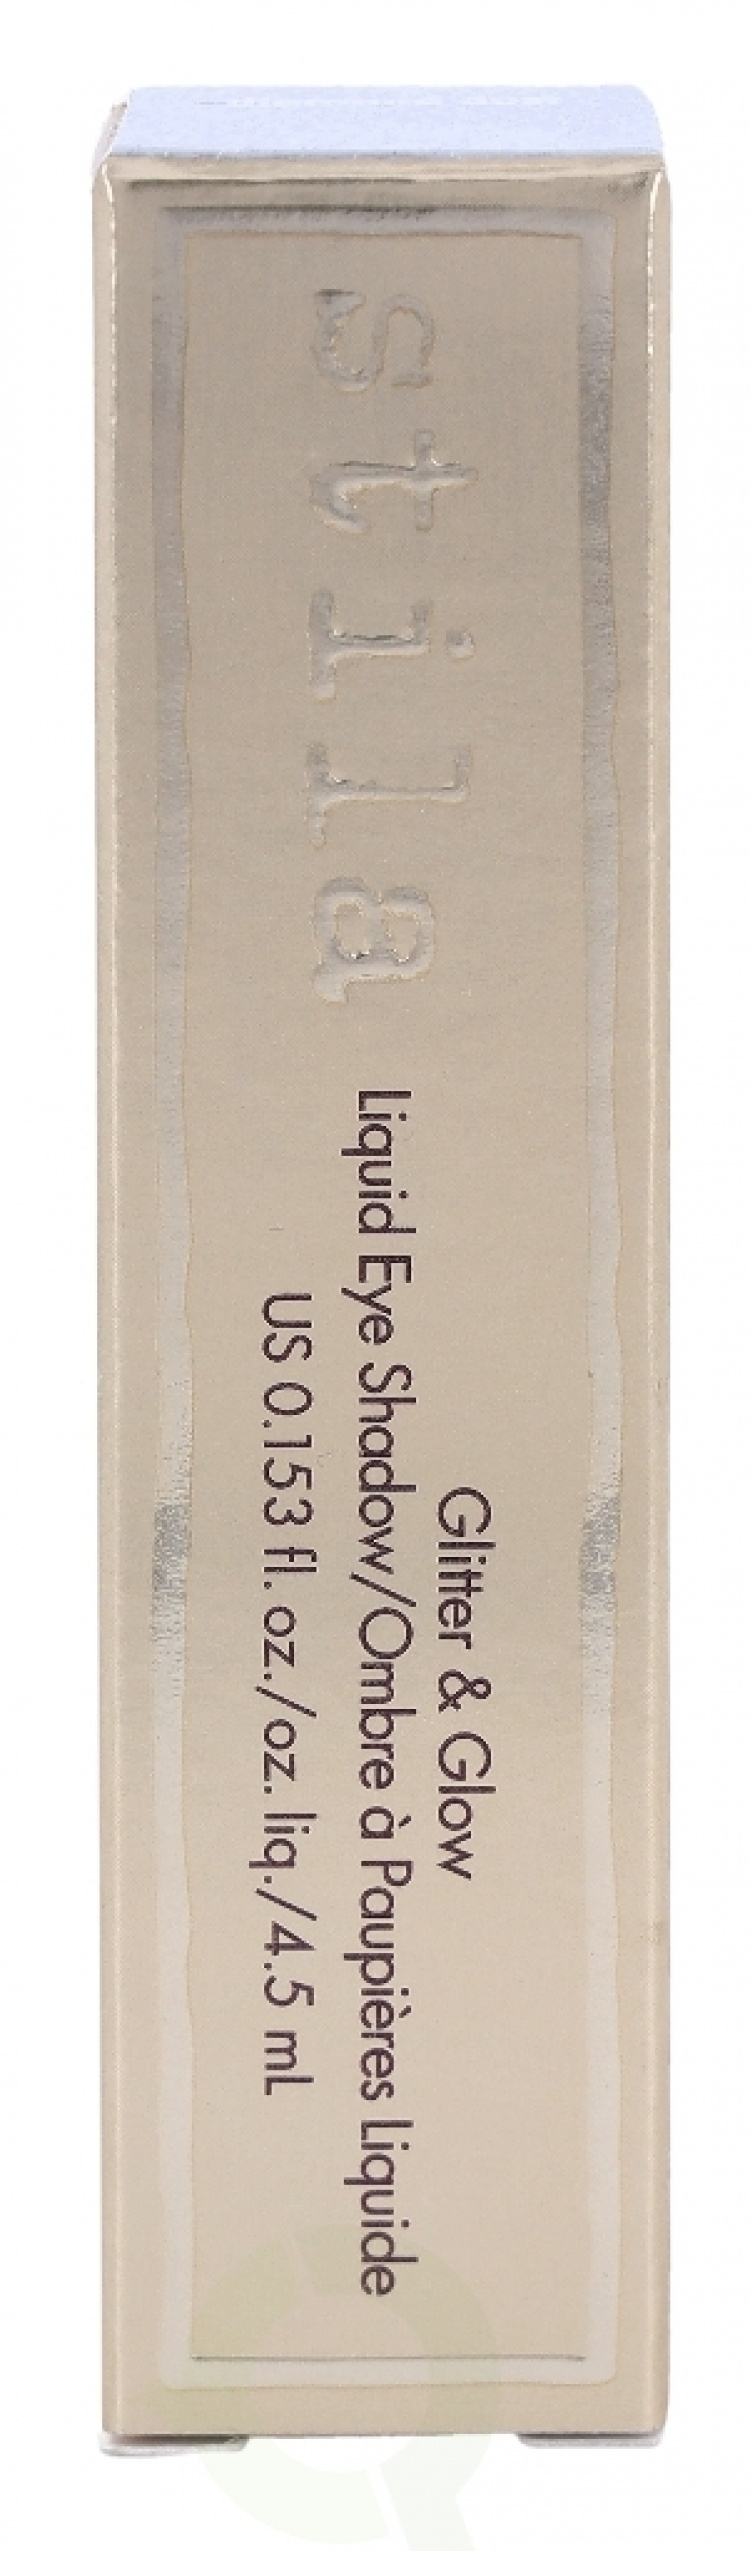 stila
Glitter & Glow
Liquid Eye Shadow/Ombre à Paupières Liquide
US 0.153 fl. oz./oz. liq./4.5 mL